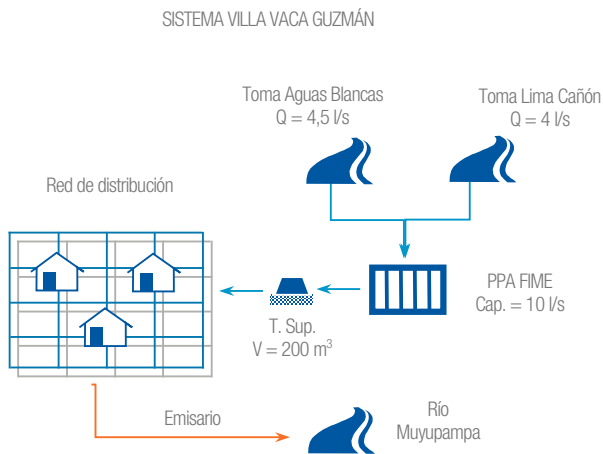 SISTEMA VILLA VACA GUZMÁN
Toma Aguas Blancas
Q = 4,5 l/s
Toma Lima Cañón
Q = 4 l/s
Red de distribución
PPA FIME
Cap. = 10 l/s
T. Sup.
V = 200 m³
Emisario
Río
Muyupampa